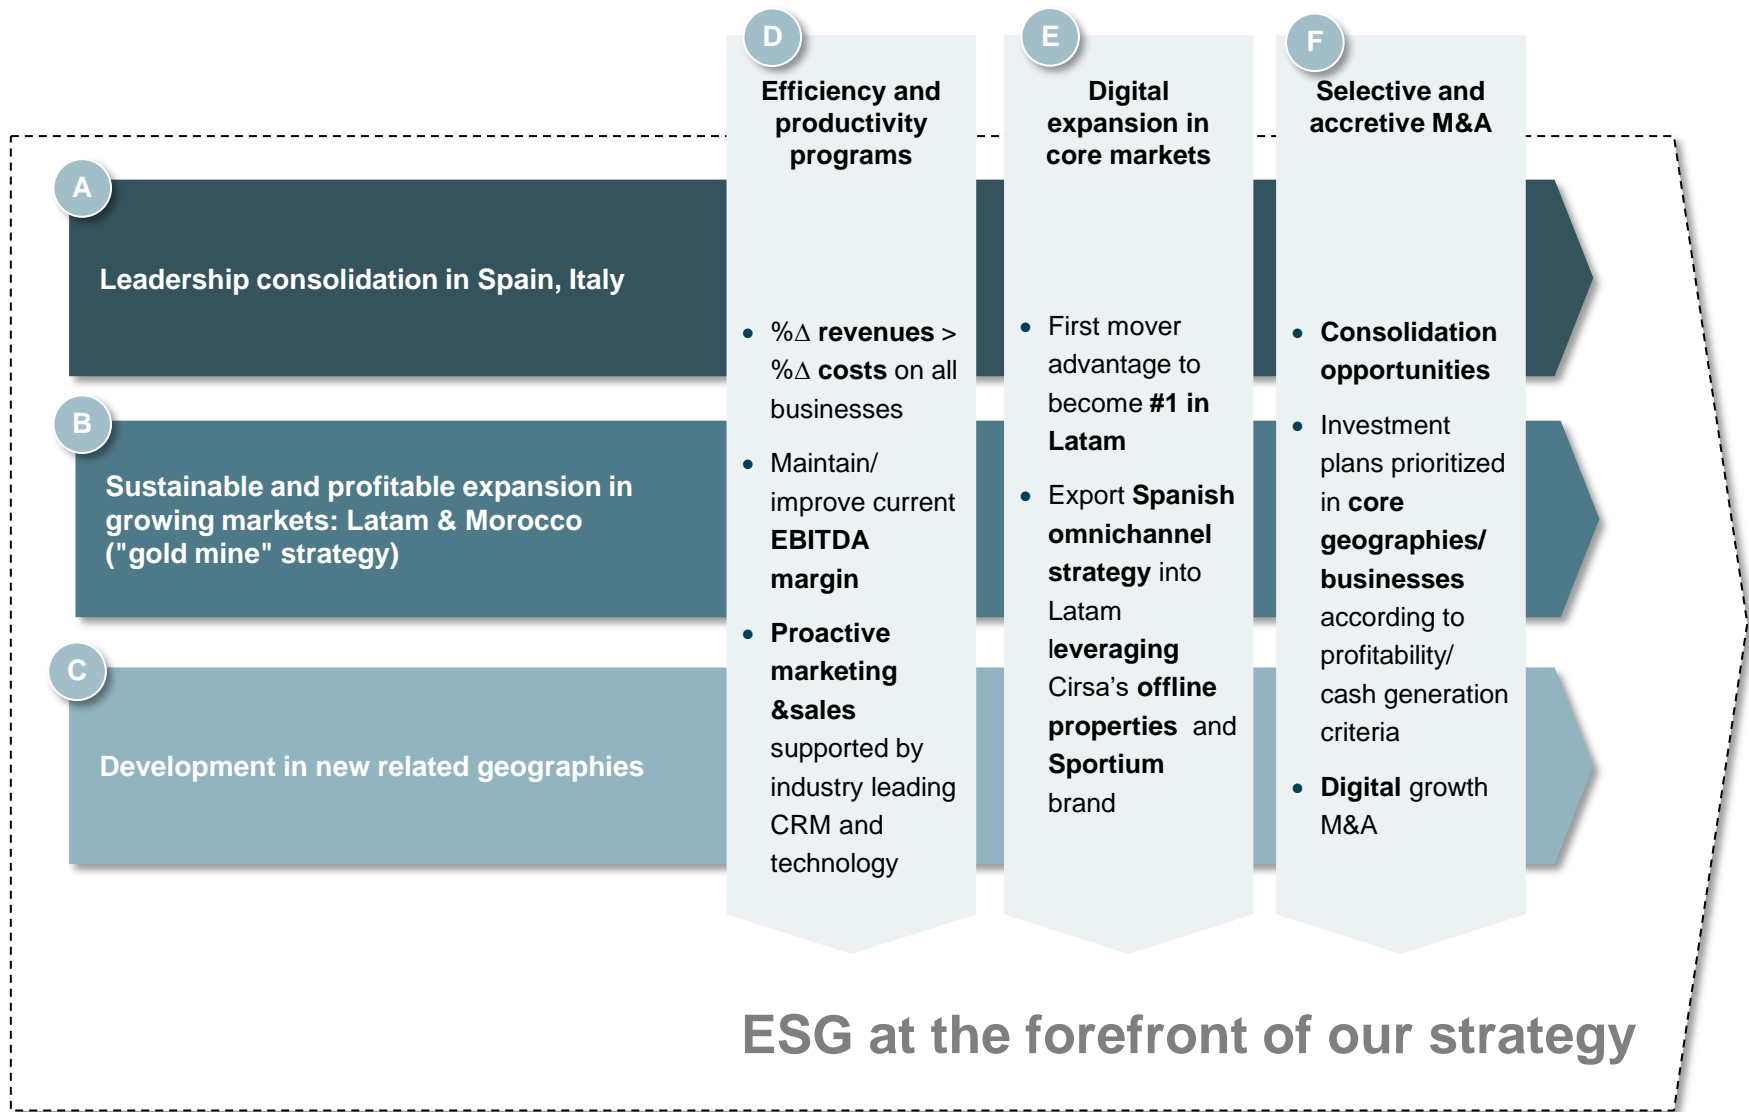 D
Efficiency and
productivity
programs
E
Digital
expansion in
core markets
F
Selective and
accretive M&A
A
Leadership consolidation in Spain, Italy
B
Sustainable and profitable expansion in
growing markets: Latam & Morocco
("gold mine" strategy)
C
Development in new related geographies
• %∆ revenues >
%∆ costs on all
businesses
• Maintain/
improve current
EBITDA
margin
• Proactive
marketing
&sales
supported by
industry leading
CRM and
technology
• First mover
advantage to
become #1 in
Latam
• Export Spanish
omnichannel
strategy into
Latam
leveraging
Cirsa’s offline
properties and
Sportium
brand
• Consolidation
opportunities
• Investment
plans prioritized
in core
geographies/
businesses
according to
profitability/
cash generation
criteria
• Digital growth
M&A
ESG at the forefront of our strategy